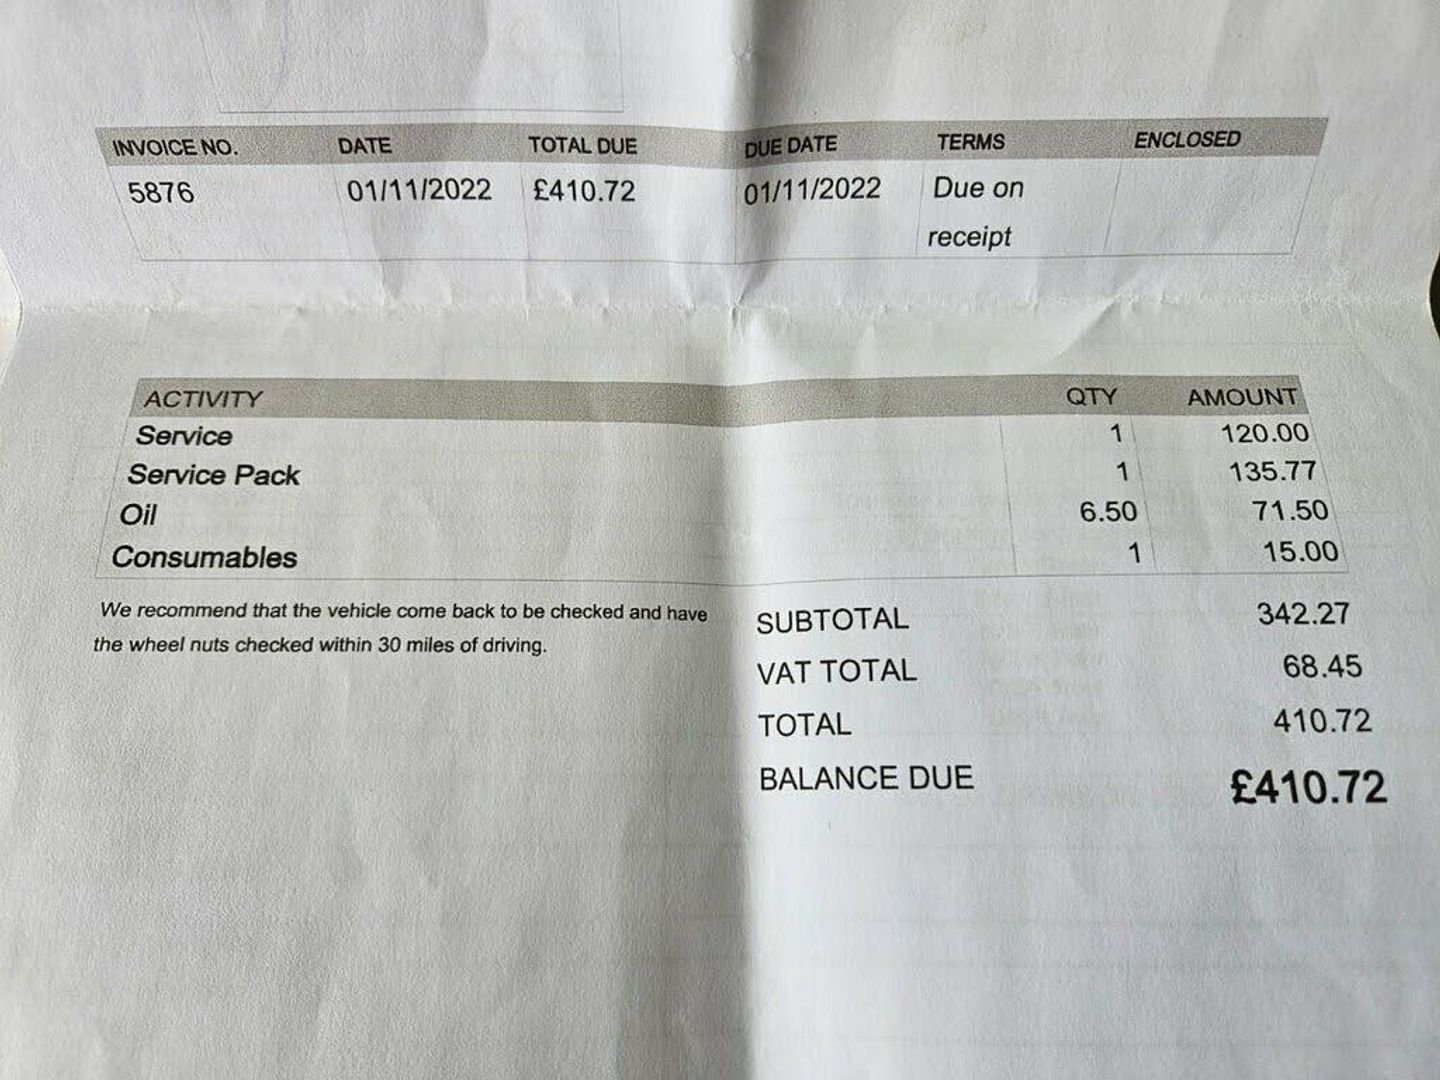 INVOICE NO. DATE TOTAL DUE DUE DATE TERMS ENCLOSED
5876 01/11/2022 £410.72 01/11/2022 Due on
receipt
ACTIVITY QTY AMOUNT
Service 1 120.00
Service Pack 1 135.77
Oil 6.50 71.50
Consumables 1 15.00
We recommend that the vehicle come back to be checked and have
the wheel nuts checked within 30 miles of driving.
SUBTOTAL 342.27
VAT TOTAL 68.45
TOTAL 410.72
BALANCE DUE £410.72